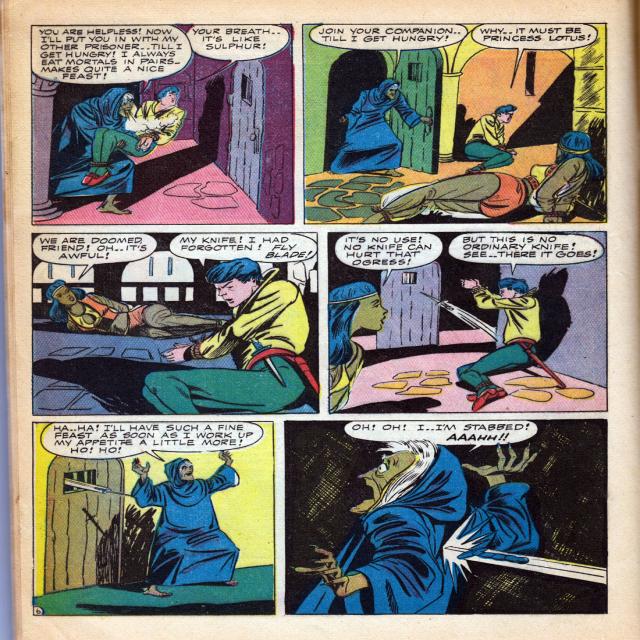 YOU ARE HELPLESS! NOW
I'LL PUT YOU IN WITH MY
OTHER PRISONER.. TILL I
GET HUNGRY! I ALWAYS
EAT MORTALS IN PAIRS--
MAKES QUITE A NICE
FEAST!
YOUR BREATH..
IT'S LIKE
SULPHUR!
JOIN YOUR COMPANION..
TILL I GET HUNGRY!
WHY.. IT MUST BE
PRINCESS LOTUS!
WE ARE DOOMED,
FRIEND! OH.. IT'S
AWFUL!
MY KNIFE! I HAD
FORGOTTEN! FLY
BLADE!
IT'S NO USE!
NO KNIFE CAN
HURT THAT
OGRESS!
BUT THIS IS NO
ORDINARY KNIFE!
SEE.. THERE IT GOES!
HA.. HA! I'LL HAVE SUCH A FINE
FEAST AS SOON AS I WORK UP
MY APPETITE A LITTLE MORE!
HO! HO!
OH! OH! I.. I'M STABBED!
AAAHH!!
6